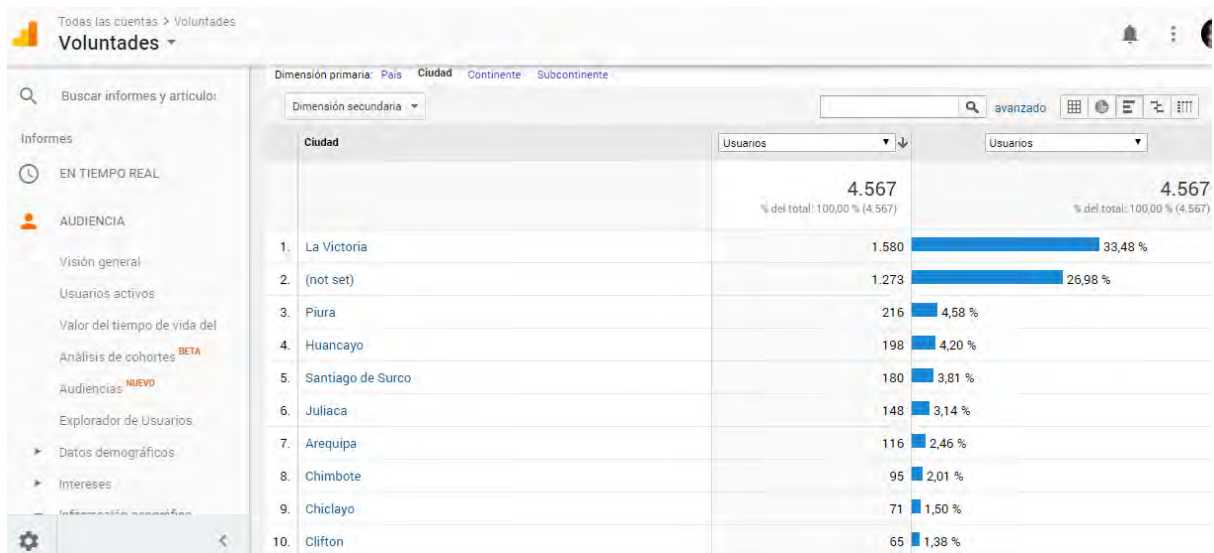 Todas las cuentas > Voluntades
Voluntades
Dimensión primaria: País Ciudad Continente Subcontinente
Buscar informes y artículo
Dimensión secundaria
avanzado
Informes
Ciudad Usuarios Usuarios
EN TIEMPO REAL
4.567 4.567
% del total: 100,00 % (4.567) % del total: 100,00 % (4.567)
AUDIENCIA
1. La Victoria 1.580 33,48 %
Visión general
2. (not set) 1.273 26,98 %
Usuarios activos
3. Piura 216 4,58 %
Valor del tiempo de vida del
4. Huancayo 198 4,20 %
Análisis de cohortes BETA
5. Santiago de Surco 180 3,81 %
Audiencias NUEVO
6. Juliaca 148 3,14 %
Explorador de Usuarios
7. Arequipa 116 2,46 %
Datos demográficos
8. Chimbote 95 2,01 %
Intereses
9. Chiclayo 71 1,50 %
10. Clifton 65 1,38 %